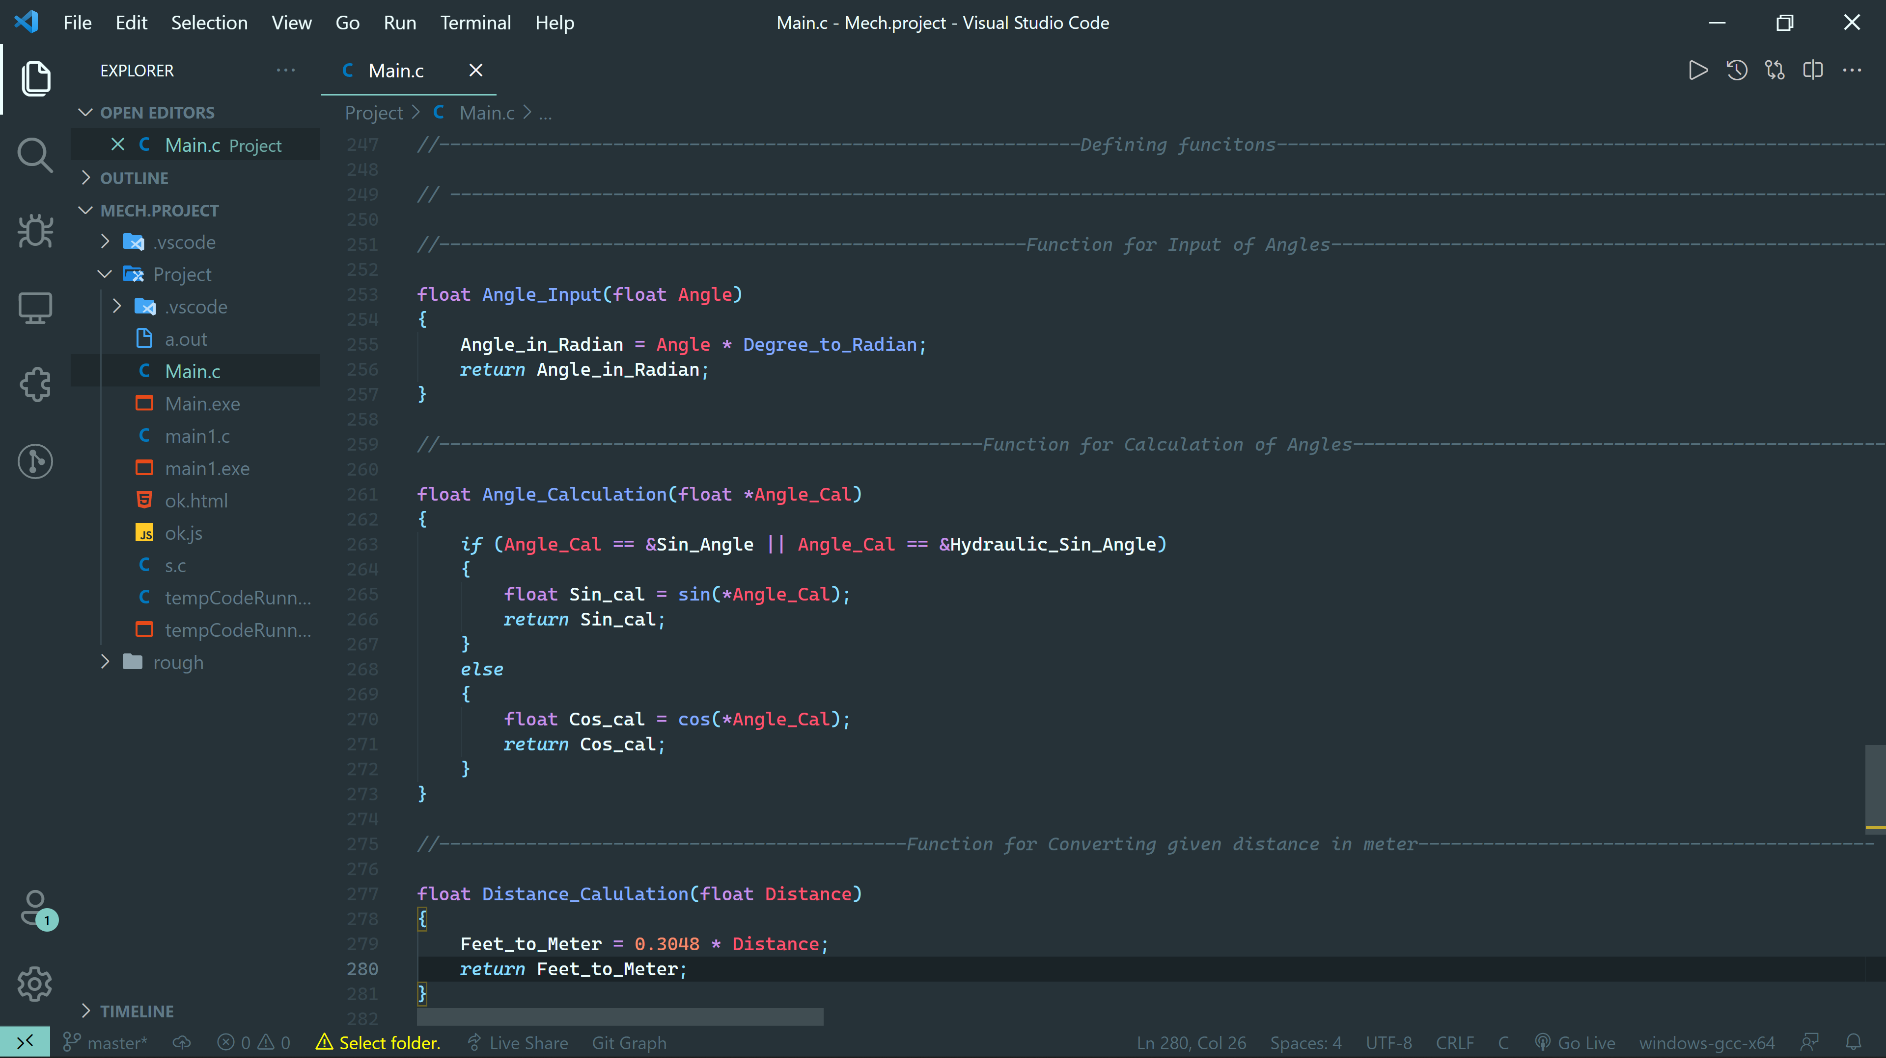 File Edit Selection View Go Run Terminal Help
Main.c - Mech.project - Visual Studio Code
EXPLORER
Main.c
OPEN EDITORS
Main.c Project
OUTLINE
MECH.PROJECT
.vscode
Project
.vscode
a.out
Main.c
Main.exe
main1.c
main1.exe
ok.html
ok.js
s.c
tempCodeRunn...
tempCodeRunn...
rough
TIMELINE
Project > C Main.c > ...
247 //-----------------------------------------------------------Defining funcitons--------------------------------------------------------
248
249 // ------------------------------------------------------------------------------------------------------------------------------------
250
251 //------------------------------------------------------Function for Input of Angles---------------------------------------------------
252
253 float Angle_Input(float Angle)
254 {
255     Angle_in_Radian = Angle * Degree_to_Radian;
256     return Angle_in_Radian;
257 }
258
259 //--------------------------------------------------Function for Calculation of Angles-------------------------------------------------
260
261 float Angle_Calculation(float *Angle_Cal)
262 {
263     if (Angle_Cal == &Sin_Angle || Angle_Cal == &Hydraulic_Sin_Angle)
264     {
265         float Sin_cal = sin(*Angle_Cal);
266         return Sin_cal;
267     }
268     else
269     {
270         float Cos_cal = cos(*Angle_Cal);
271         return Cos_cal;
272     }
273 }
274
275 //-------------------------------------------Function for Converting given distance in meter------------------------------------------
276
277 float Distance_Calulation(float Distance)
278 {
279     Feet_to_Meter = 0.3048 * Distance;
280     return Feet_to_Meter;
281 }
282
1
master* 0 0 Select folder. Live Share Git Graph Ln 280, Col 26 Spaces: 4 UTF-8 CRLF C Go Live windows-gcc-x64